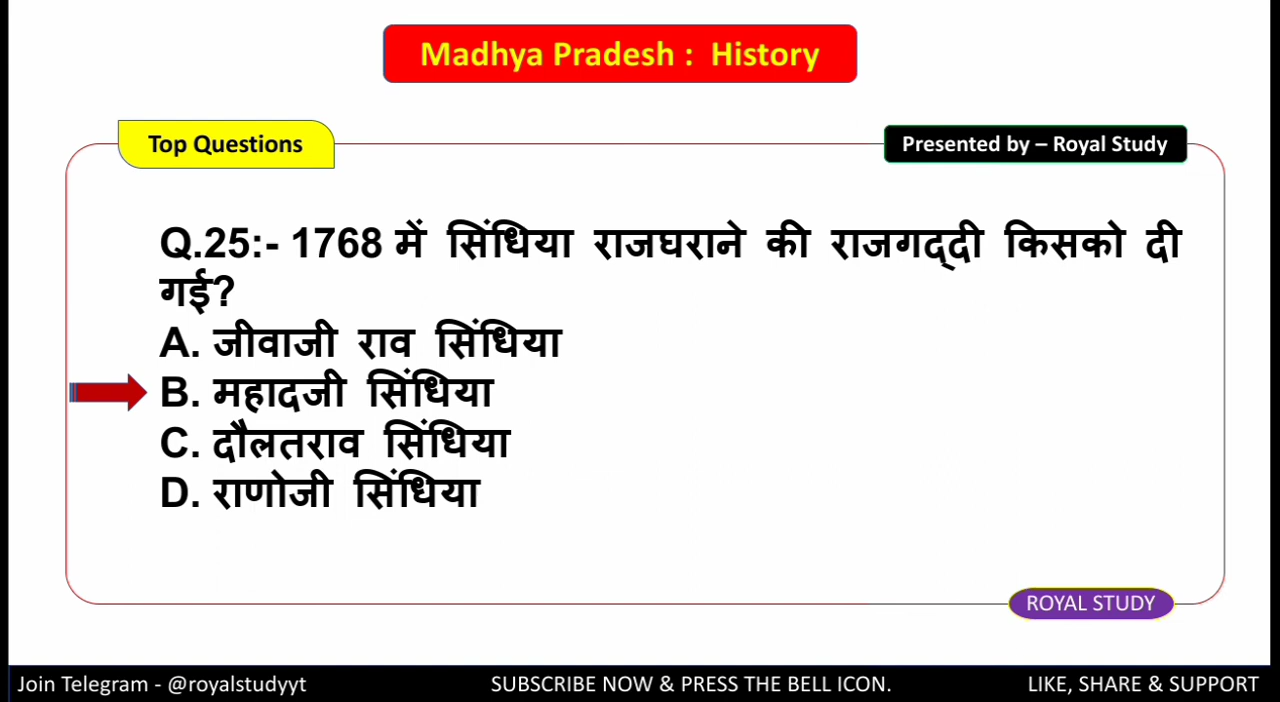 Madhya Pradesh : History
Top Questions
Presented by – Royal Study
Q.25:- 1768 में सिंधिया राजघराने की राजगद्दी किसको दी
गई?
A. जीवाजी राव सिंधिया
B. महादजी सिंधिया
C. दौलतराव सिंधिया
D. राणोजी सिंधिया
ROYAL STUDY
Join Telegram - @royalstudyyt
SUBSCRIBE NOW & PRESS THE BELL ICON.
LIKE, SHARE & SUPPORT